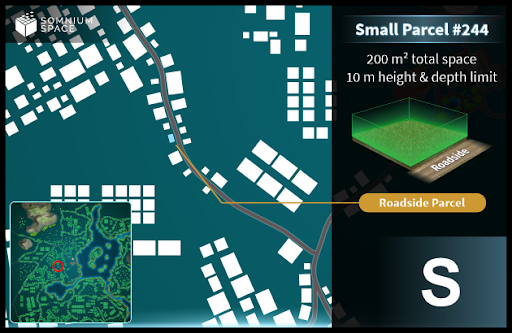 SOMNIUM
SPACE
Small Parcel #244
200 m² total space
10 m height & depth limit
Roadside
Roadside Parcel
S